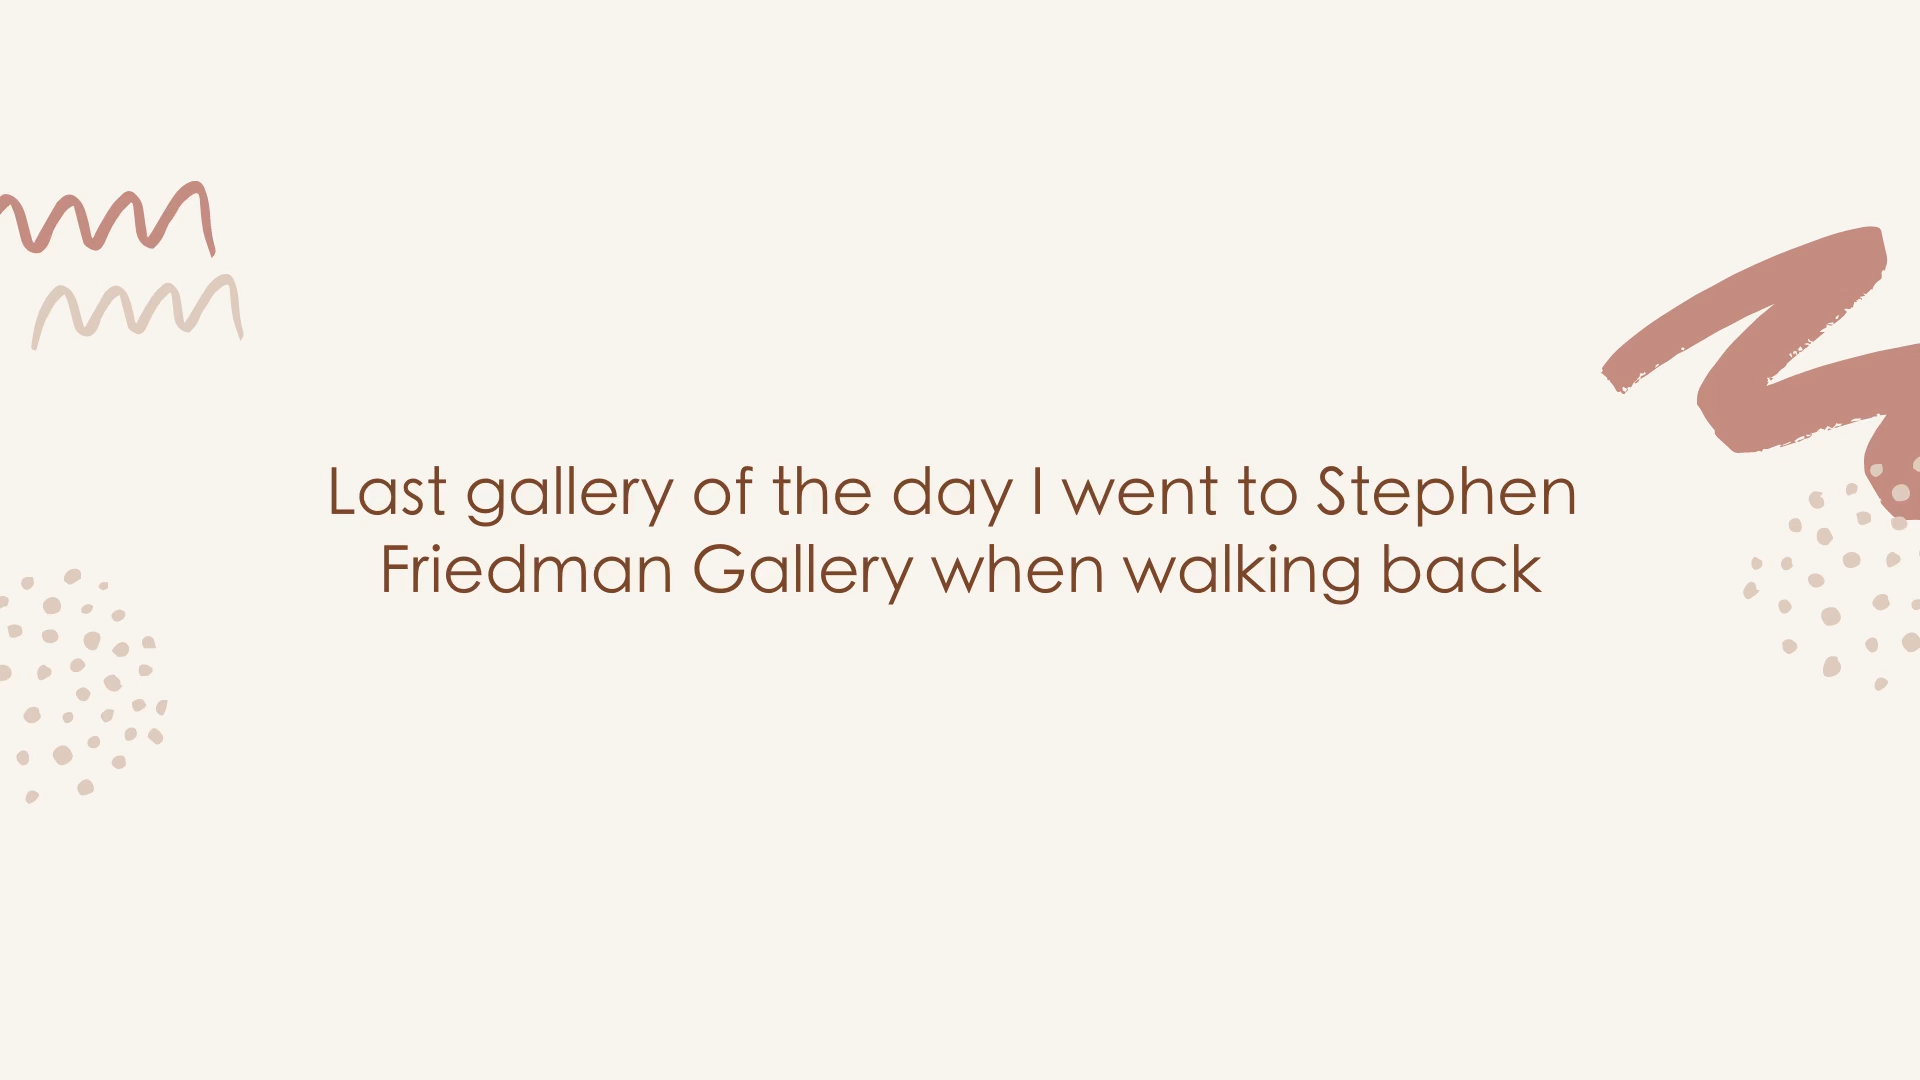 Last gallery of the day I went to Stephen
Friedman Gallery when walking back